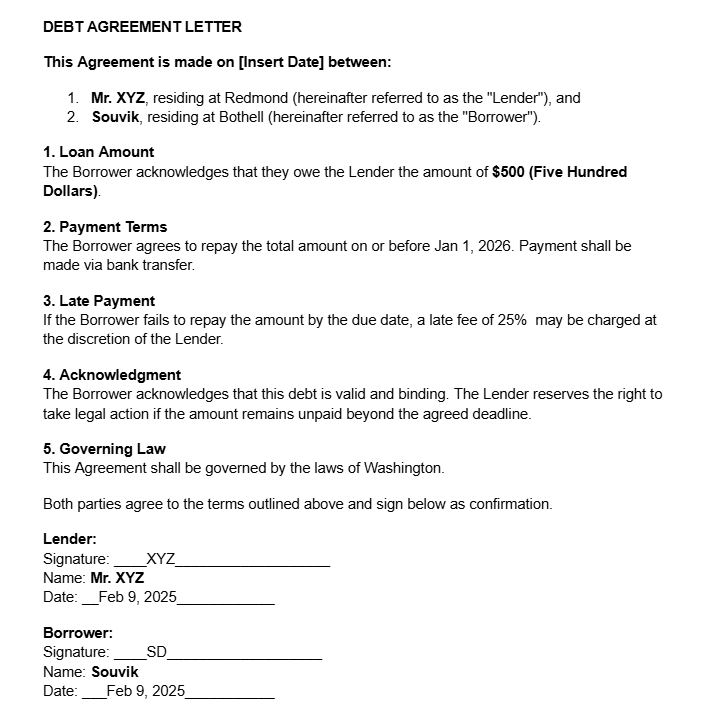 DEBT AGREEMENT LETTER
This Agreement is made on [Insert Date] between:
1. Mr. XYZ, residing at Redmond (hereinafter referred to as the "Lender"), and
2. Souvik, residing at Bothell (hereinafter referred to as the "Borrower").
1. Loan Amount
The Borrower acknowledges that they owe the Lender the amount of $500 (Five Hundred
Dollars).
2. Payment Terms
The Borrower agrees to repay the total amount on or before Jan 1, 2026. Payment shall be
made via bank transfer.
3. Late Payment
If the Borrower fails to repay the amount by the due date, a late fee of 25%  may be charged at
the discretion of the Lender.
4. Acknowledgment
The Borrower acknowledges that this debt is valid and binding. The Lender reserves the right to
take legal action if the amount remains unpaid beyond the agreed deadline.
5. Governing Law
This Agreement shall be governed by the laws of Washington.
Both parties agree to the terms outlined above and sign below as confirmation.
Lender:
Signature: ____XYZ___________________
Name: Mr. XYZ
Date: __Feb 9, 2025____________
Borrower:
Signature: ____SD___________________
Name: Souvik
Date: ___Feb 9, 2025___________